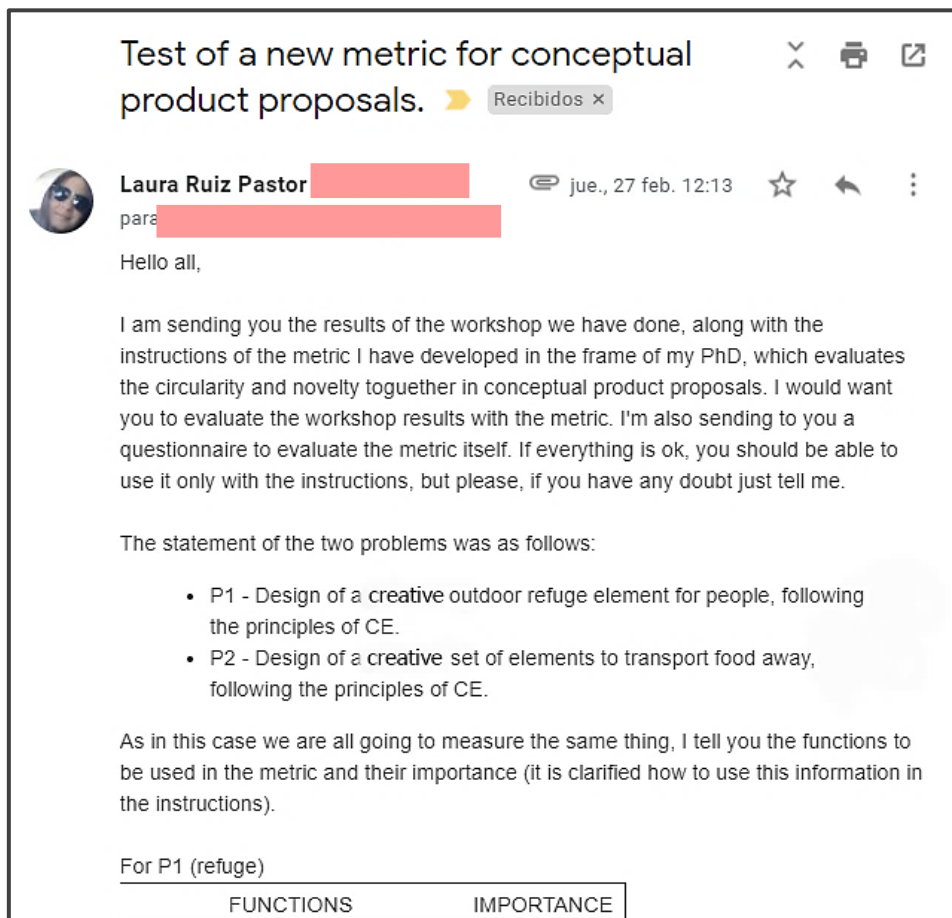 Test of a new metric for conceptual
product proposals. Recibidos ×
Laura Ruiz Pastor jue., 27 feb. 12:13
para
Hello all,
I am sending you the results of the workshop we have done, along with the
instructions of the metric I have developed in the frame of my PhD, which evaluates
the circularity and novelty toguether in conceptual product proposals. I would want
you to evaluate the workshop results with the metric. I'm also sending to you a
questionnaire to evaluate the metric itself. If everything is ok, you should be able to
use it only with the instructions, but please, if you have any doubt just tell me.
The statement of the two problems was as follows:
• P1 - Design of a creative outdoor refuge element for people, following
the principles of CE.
• P2 - Design of a creative set of elements to transport food away,
following the principles of CE.
As in this case we are all going to measure the same thing, I tell you the functions to
be used in the metric and their importance (it is clarified how to use this information in
the instructions).
For P1 (refuge)
FUNCTIONS IMPORTANCE